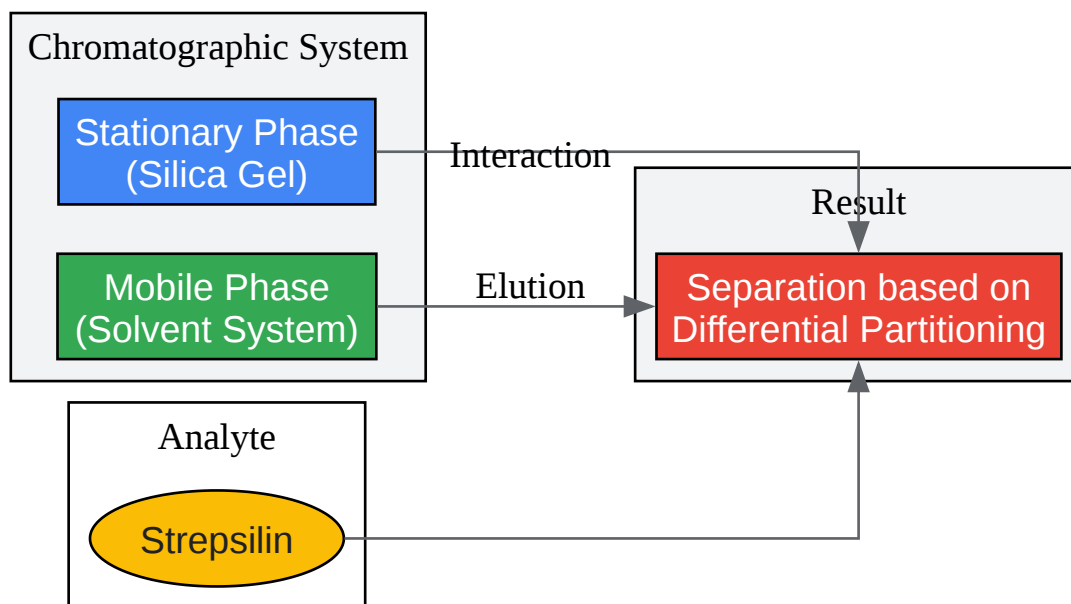 Chromatographic System
Stationary Phase
(Silica Gel)
Interaction
Result
Mobile Phase
(Solvent System)
Elution
Separation based on
Differential Partitioning
Analyte
Strepsilin